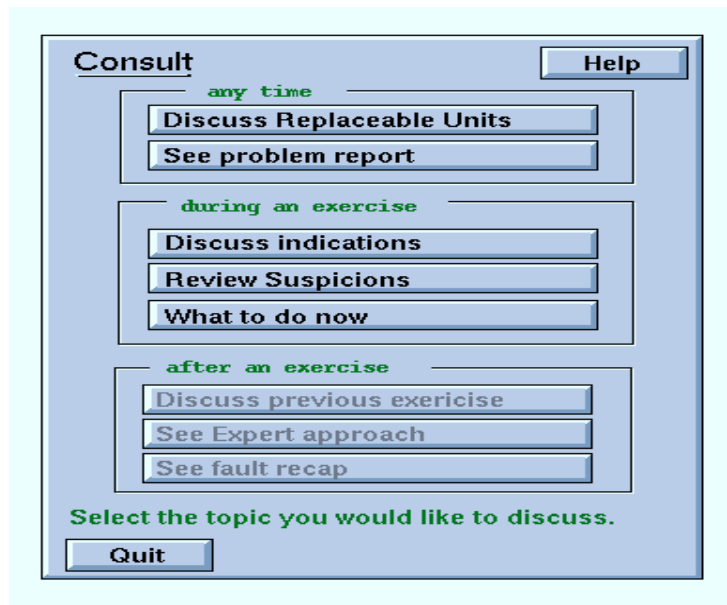 Consult
Help
any time
Discuss Replaceable Units
See problem report
during an exercise
Discuss indications
Review Suspicions
What to do now
after an exercise
Discuss previous exericise
See Expert approach
See fault recap
Select the topic you would like to discuss.
Quit